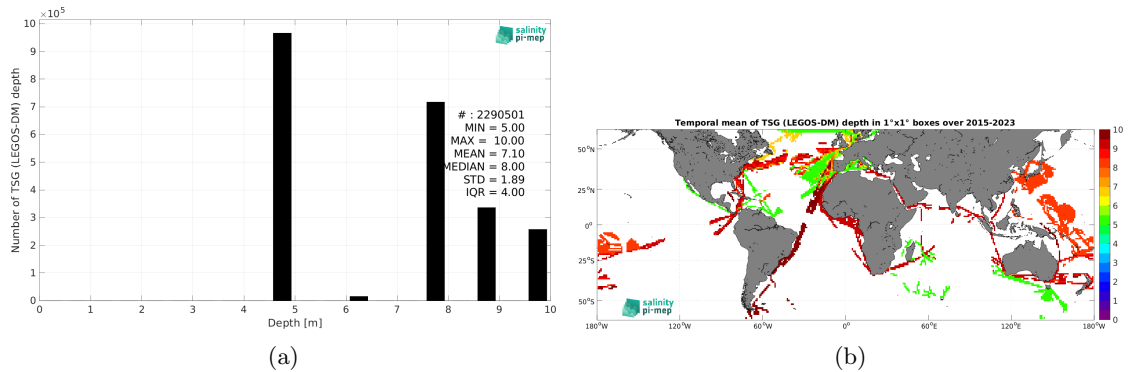 ×10⁵
10
9
8
7
6
5
4
3
2
1
0
Number of TSG (LEGOS-DM) depth
salinity
pi-mep
# : 2290501
MIN = 5.00
MAX = 10.00
MEAN = 7.10
MEDIAN = 8.00
STD = 1.89
IQR = 4.00
0 1 2 3 4 5 6 7 8 9 10
Depth [m]
(a)
Temporal mean of TSG (LEGOS-DM) depth in 1°x1° boxes over 2015-2023
50°N
25°N
0°
25°S
50°S
salinity
pi-mep
180°W 120°W 60°W 0° 60°E 120°E 180°E
10
9
8
7
6
5
4
3
2
1
0
(b)